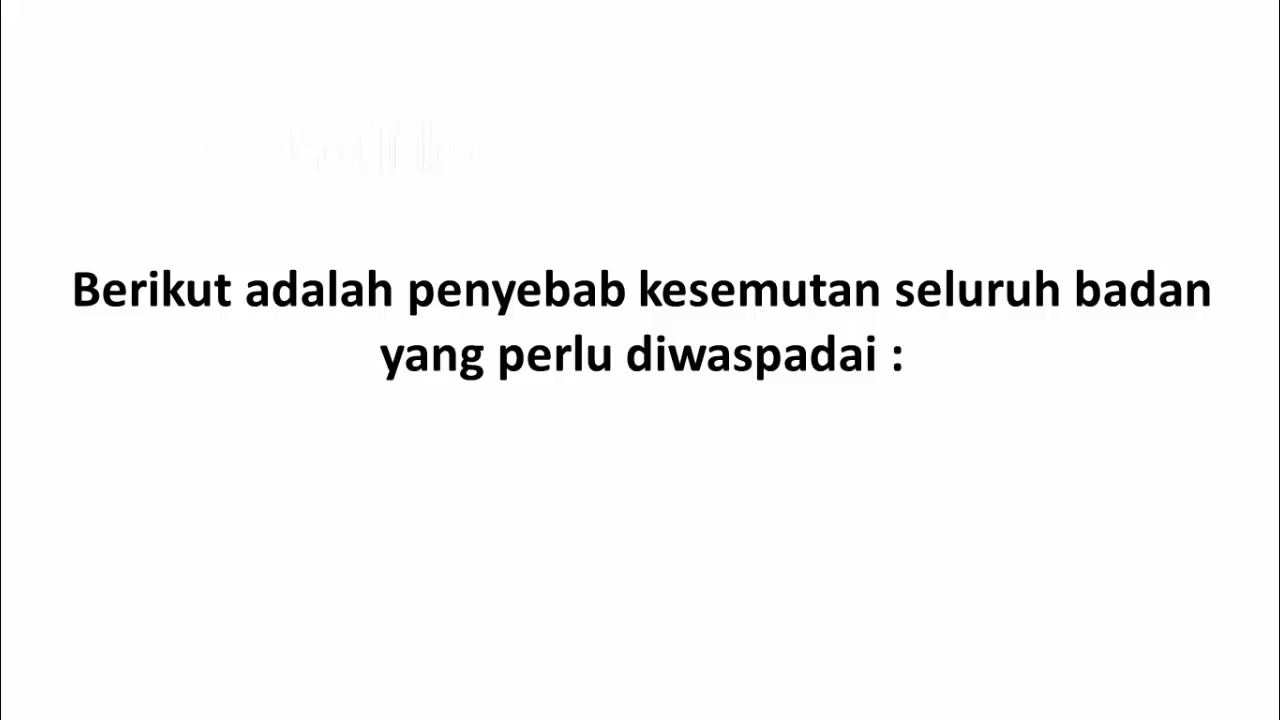 Berikut adalah penyebab kesemutan seluruh badan
yang perlu diwaspadai :